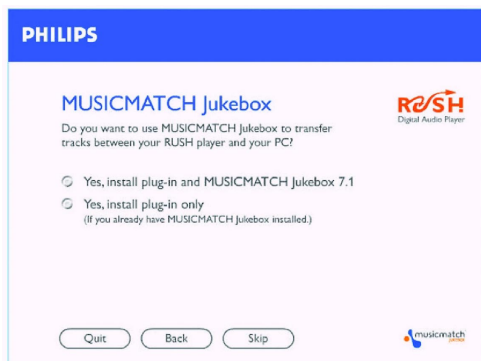 PHILIPS
MUSICMATCH Jukebox
RUSH
Digital Audio Player
Do you want to use MUSICMATCH Jukebox to transfer
tracks between your RUSH player and your PC?
Yes, install plug-in and MUSICMATCH Jukebox 7.1
Yes, install plug-in only
(If you already have MUSICMATCH Jukebox installed.)
Quit
Back
Skip
musicmatch